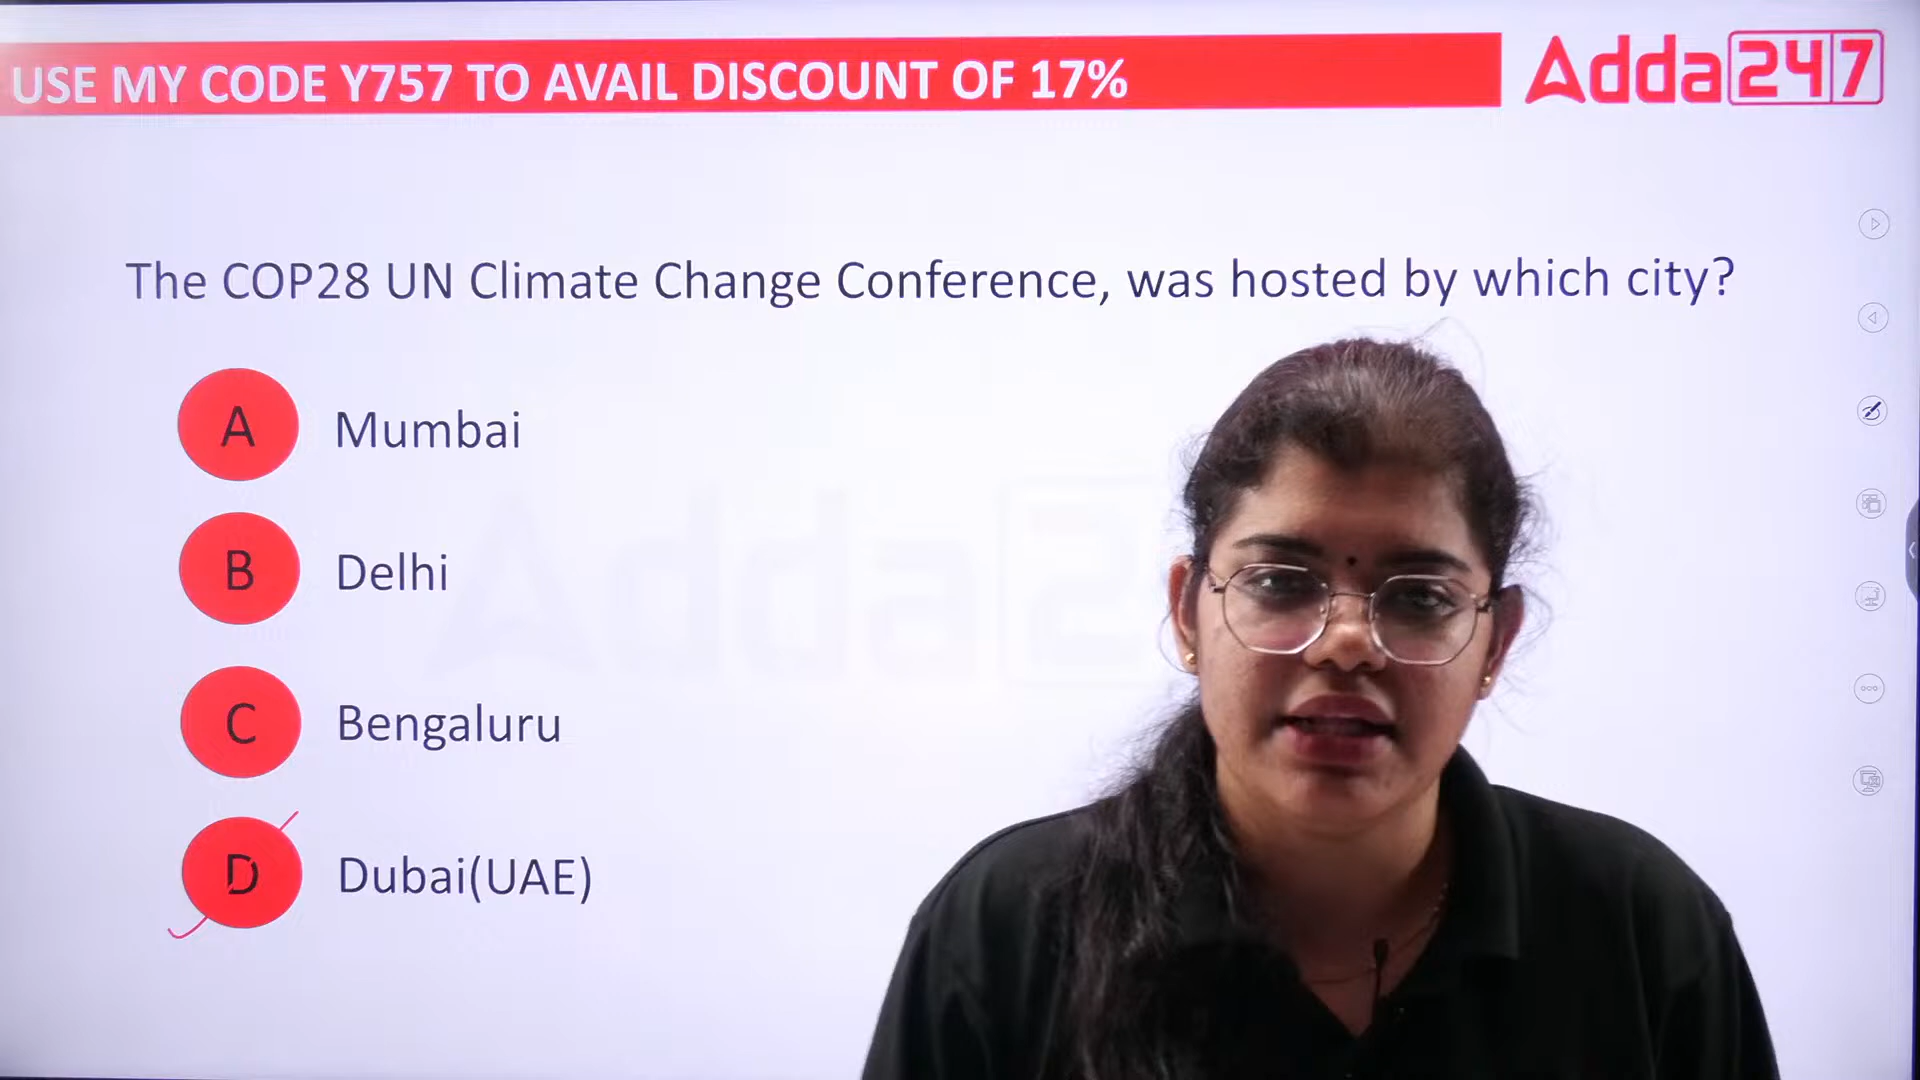 USE MY CODE Y757 TO AVAIL DISCOUNT OF 17%
Adda247
The COP28 UN Climate Change Conference, was hosted by which city?
A Mumbai
B Delhi
C Bengaluru
D Dubai(UAE)
Adda2